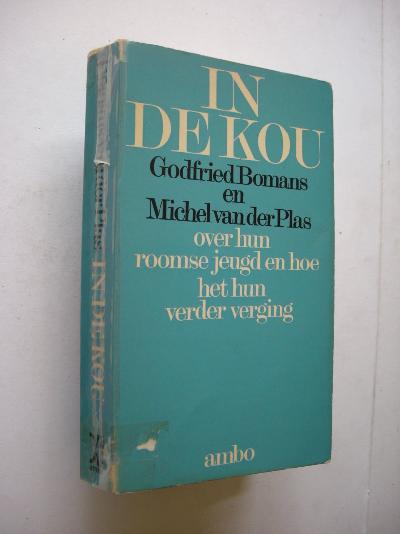 IN
DE KOU
Godfried Bomans
en
Michel van der Plas
over hun
roomse jeugd en hoe
het hun
verder verging
ambo
IN DE KOU